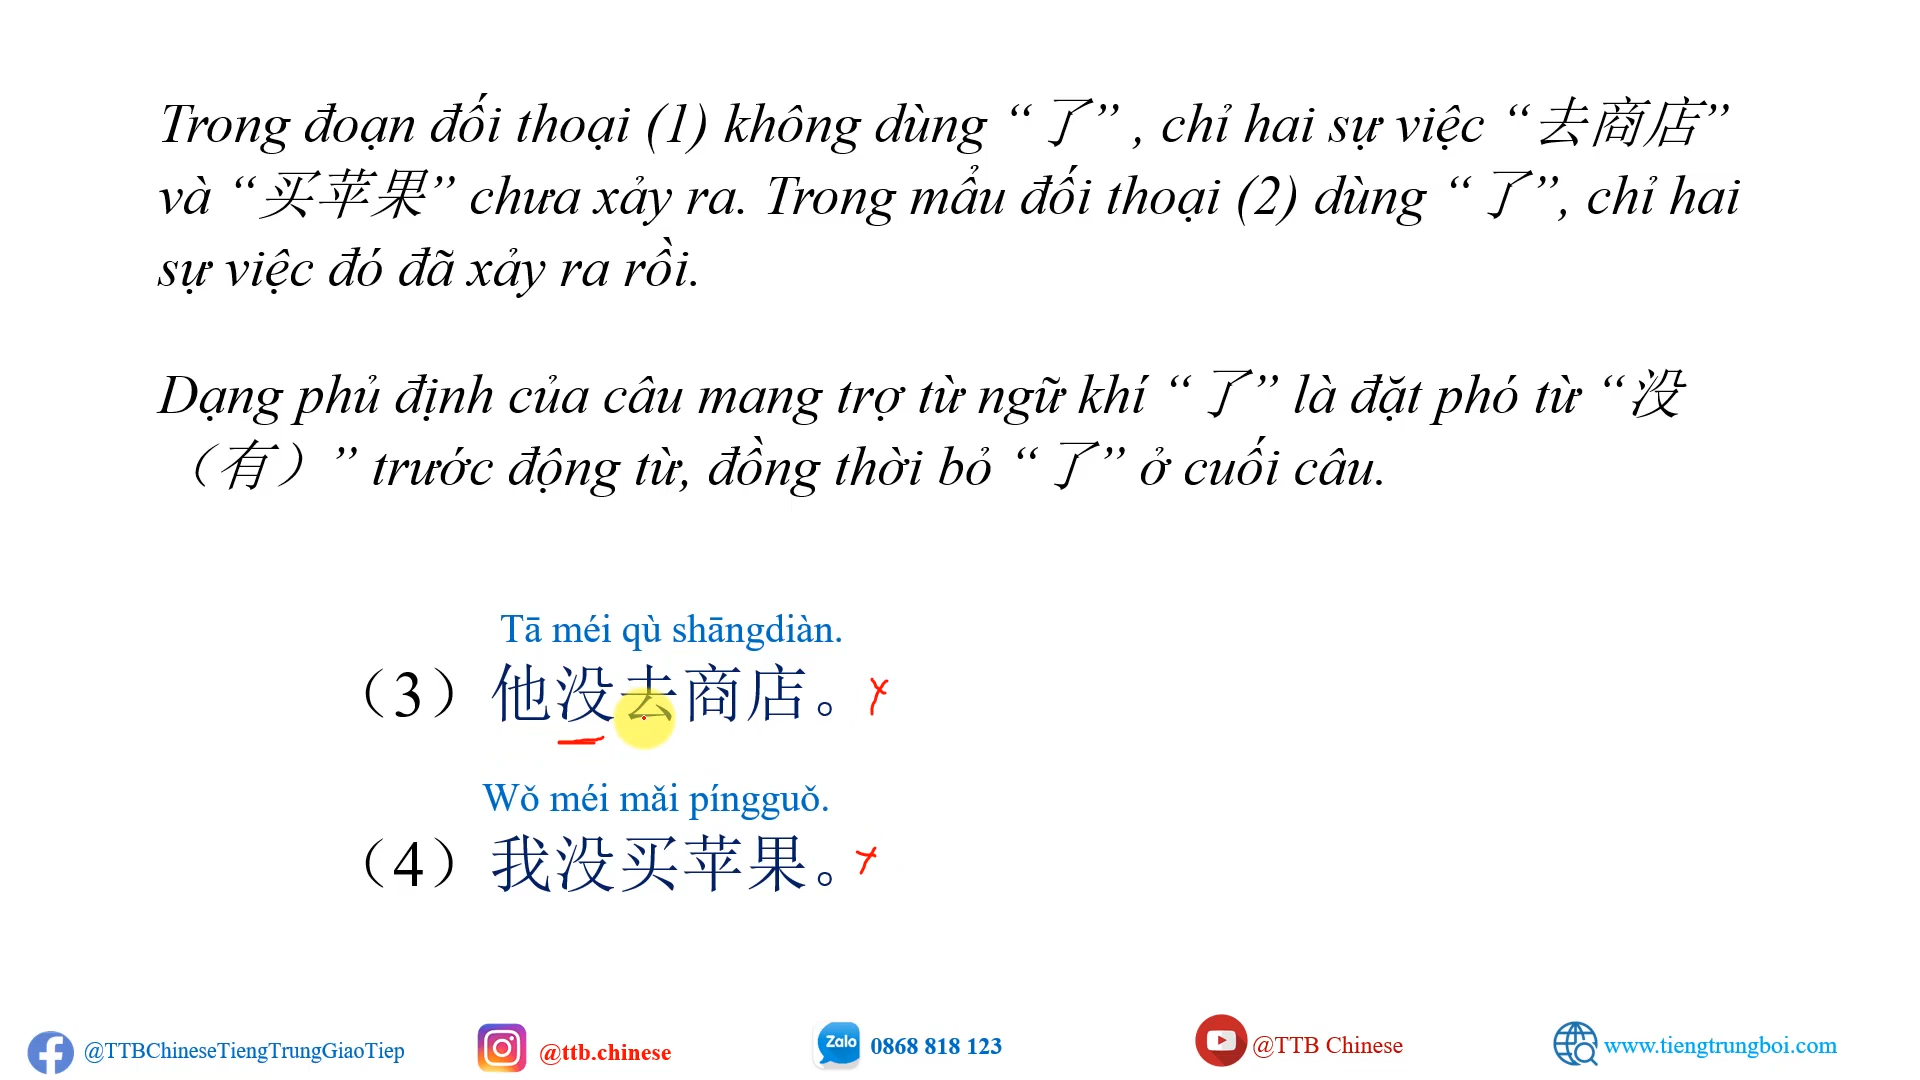 Trong đoạn đối thoại (1) không dùng “了” , chỉ hai sự việc “去商店”
và “买苹果” chưa xảy ra. Trong mẩu đối thoại (2) dùng “了”, chỉ hai
sự việc đó đã xảy ra rồi.
Dạng phủ định của câu mang trợ từ ngữ khí “了” là đặt phó từ “没
（有）” trước động từ, đồng thời bỏ “了” ở cuối câu.
Tā méi qù shāngdiàn.
（3）他没去商店。
Wǒ méi mǎi píngguǒ.
（4）我没买苹果。
@TTBChineseTiengTrungGiaoTiep
@ttb.chinese
Zalo
0868 818 123
@TTB Chinese
www.tiengtrungboi.com